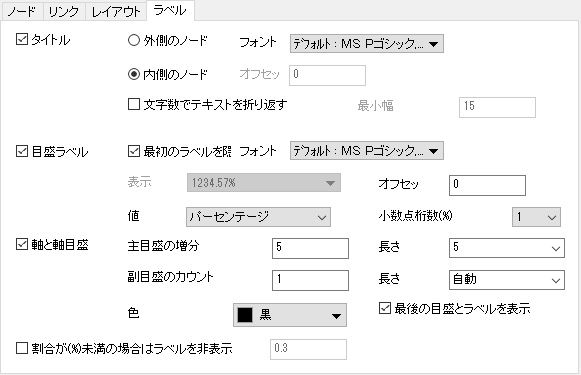 ノード リンク レイアウト ラベル
タイトル 外側のノード フォント デフォルト : MS Pゴシック,...
内側のノード オフセッ 0
文字数でテキストを折り返す 最小幅 15
目盛ラベル 最初のラベルを隠 フォント デフォルト : MS Pゴシック,...
表示 1234.57% オフセッ 0
値 パーセンテージ 小数点桁数(%) 1
軸と軸目盛 主目盛の増分 5 長さ 5
副目盛のカウント 1 長さ 自動
色 黒 最後の目盛とラベルを表示
割合が(%)未満の場合はラベルを非表示 0.3